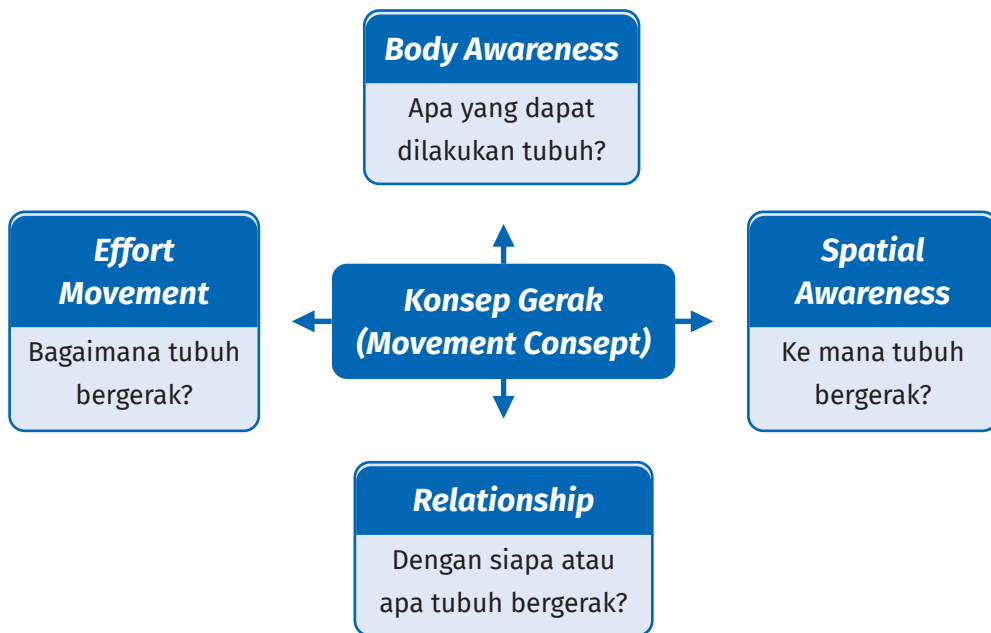 Body Awareness
Apa yang dapat
dilakukan tubuh?
Effort
Movement
Bagaimana tubuh
bergerak?
Konsep Gerak
(Movement Consept)
Spatial
Awareness
Ke mana tubuh
bergerak?
Relationship
Dengan siapa atau
apa tubuh bergerak?